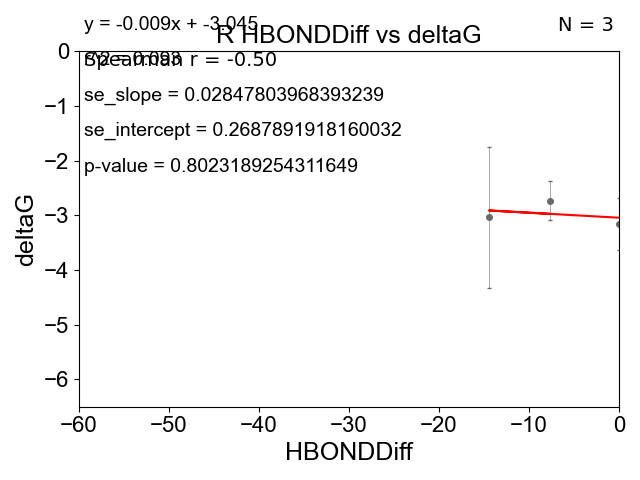 y = -0.009x + -3.045
R HBONDDiff vs deltaG
N = 3
Spearman r = -0.50
se_slope = 0.02847803968393239
se_intercept = 0.2687891918160032
p-value = 0.8023189254311649
0
−1
−2
−3
−4
−5
−6
deltaG
−60 −50 −40 −30 −20 −10 0
HBONDDiff